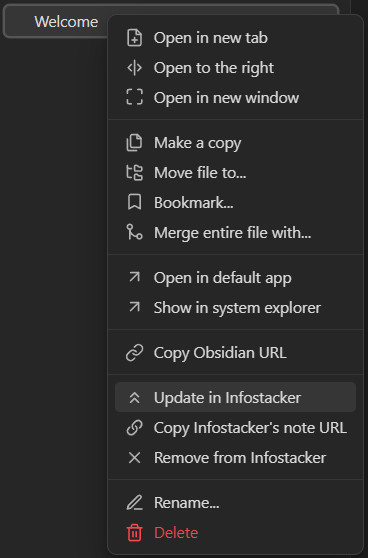 Welcome
Open in new tab
Open to the right
Open in new window
Make a copy
Move file to...
Bookmark...
Merge entire file with...
Open in default app
Show in system explorer
Copy Obsidian URL
Update in Infostacker
Copy Infostacker's note URL
Remove from Infostacker
Rename...
Delete